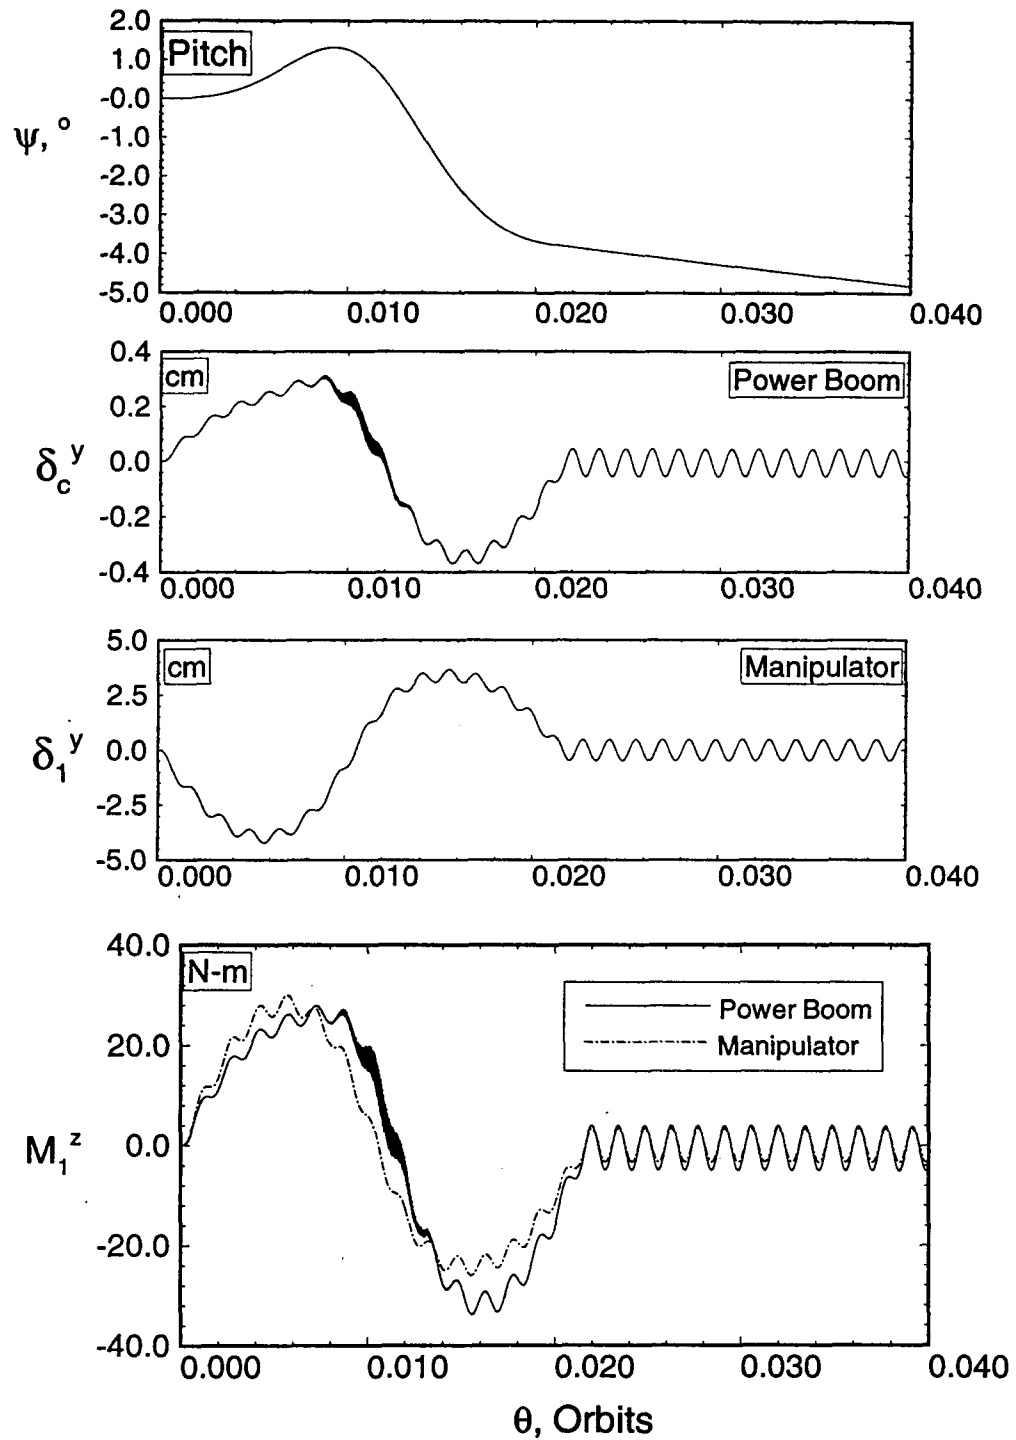 2.0
Pitch
1.0
-0.0
ψ, °
-1.0
-2.0
-3.0
-4.0
-5.0
0.000 0.010 0.020 0.030 0.040
0.4
cm Power Boom
0.2
δ_c^y 0.0
-0.2
-0.4
0.000 0.010 0.020 0.030 0.040
5.0
cm Manipulator
2.5
δ_1^y 0.0
-2.5
-5.0
0.000 0.010 0.020 0.030 0.040
40.0
N-m
Power Boom
20.0 Manipulator
M_1^z 0.0
-20.0
-40.0
0.000 0.010 0.020 0.030 0.040
θ, Orbits